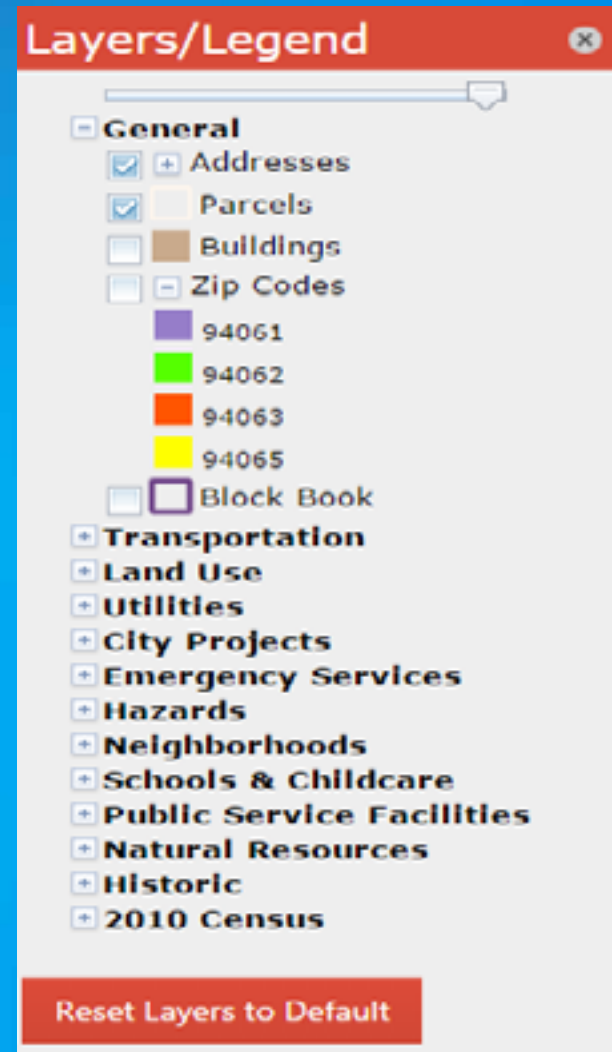 Layers/Legend
General
Addresses
Parcels
Buildings
Zip Codes
94061
94062
94063
94065
Block Book
Transportation
Land Use
Utilities
City Projects
Emergency Services
Hazards
Neighborhoods
Schools & Childcare
Public Service Facilities
Natural Resources
Historic
2010 Census
Reset Layers to Default